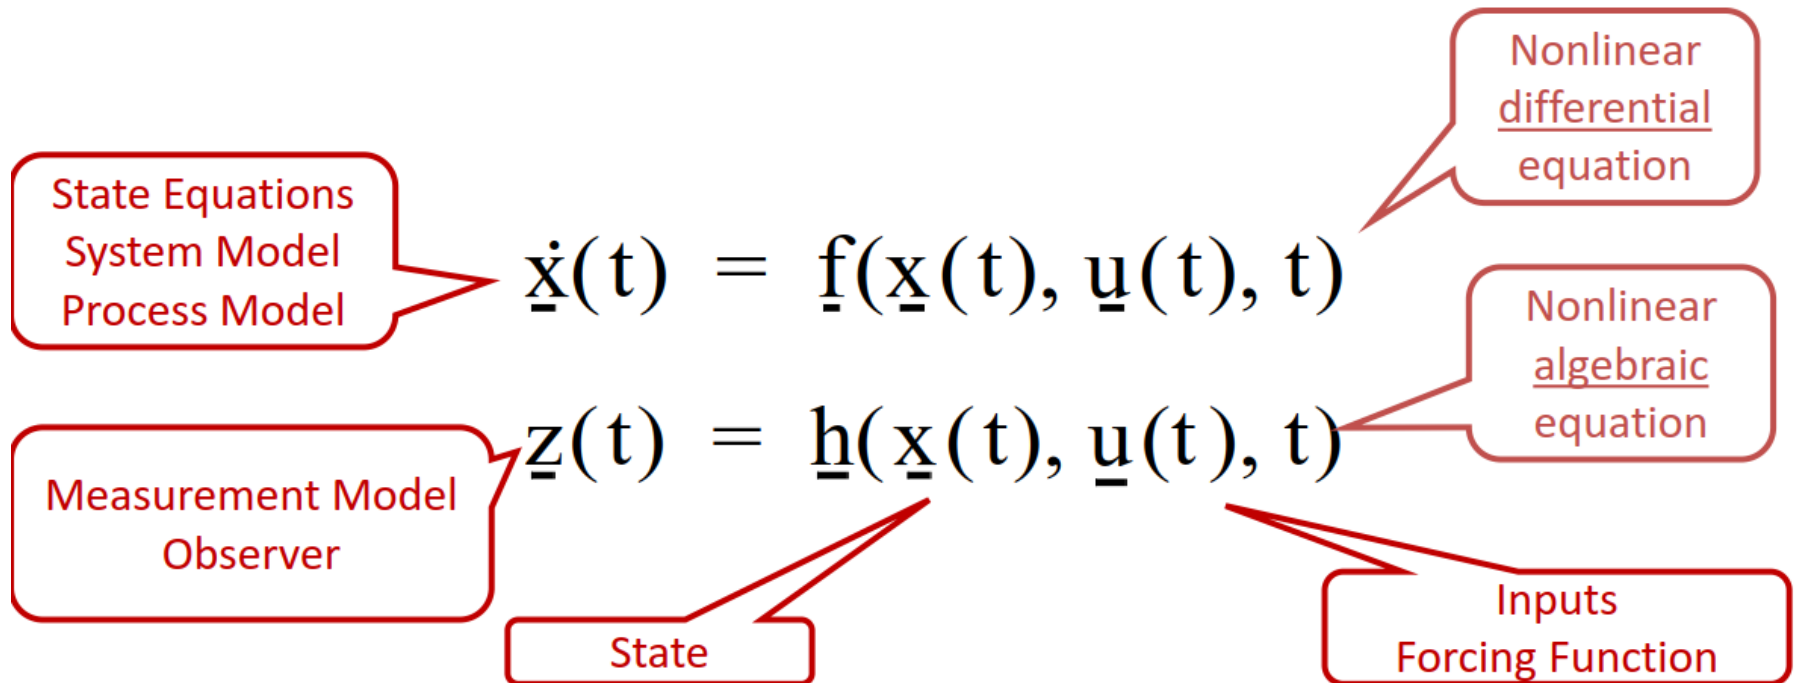 Nonlinear
differential
equation
State Equations
System Model
Process Model
ẋ(t) = f(x(t), u(t), t)
Nonlinear
algebraic
equation
z(t) = h(x(t), u(t), t)
Measurement Model
Observer
State
Inputs
Forcing Function